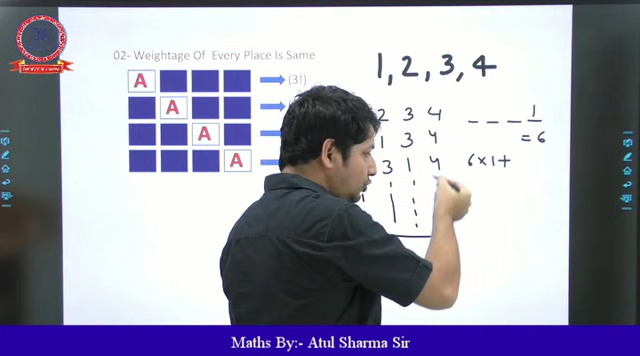 02- Weightage Of Every Place Is Same
1, 2, 3, 4
A
(3!)
A
A
A
2 3 4
1 3 4
3 1 4
_ _ _ 1
= 6
6 × 1 +
Maths By:- Atul Sharma Sir